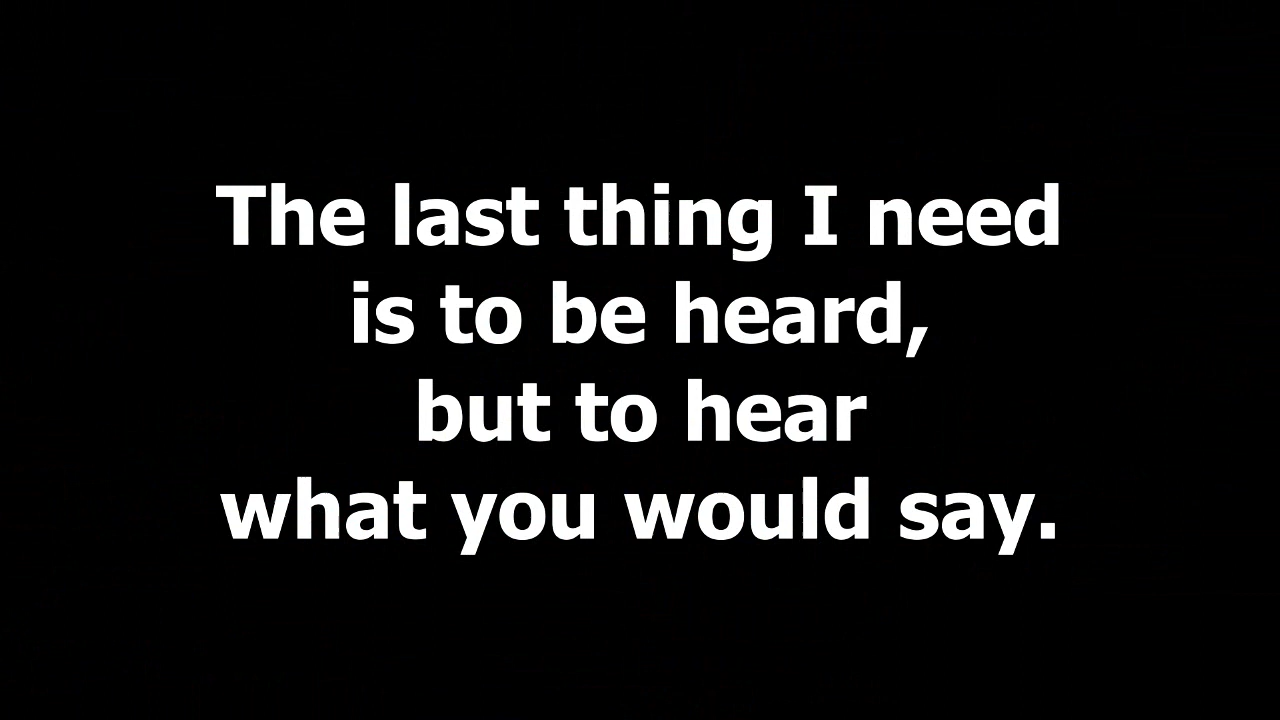 The last thing I need
is to be heard,
but to hear
what you would say.